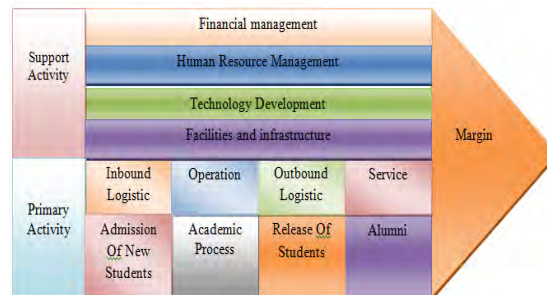 Financial management
Support
Activity
Human Resource Management
Technology Development
Facilities and infrastructure
Margin
Primary
Activity
Inbound
Logistic
Operation
Outbound
Logistic
Service
Admission
Of New
Students
Academic
Process
Release Of
Students
Alumni